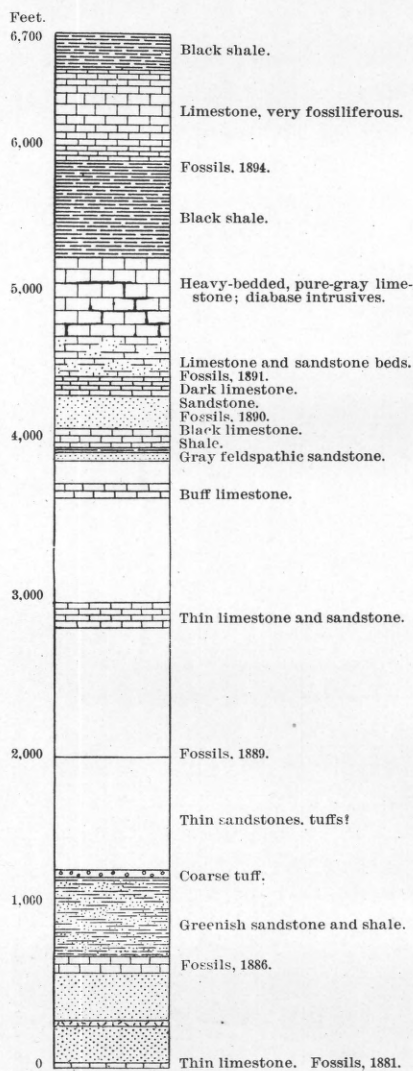 Feet.
6,700
Black shale.
Limestone, very fossiliferous.
6,000
Fossils, 1894.
Black shale.
5,000
Heavy-bedded, pure-gray lime-
stone; diabase intrusives.
Limestone and sandstone beds.
Fossils, 1891.
Dark limestone.
Sandstone.
Fossils, 1890.
4,000
Black limestone.
Shale.
Gray feldspathic sandstone.
Buff limestone.
3,000
Thin limestone and sandstone.
2,000
Fossils, 1889.
Thin sandstones, tuffs?
Coarse tuff.
1,000
Greenish sandstone and shale.
Fossils, 1886.
0
Thin limestone. Fossils, 1881.